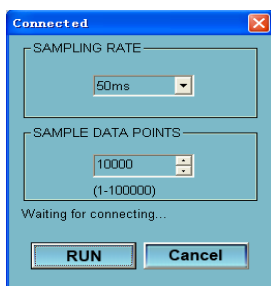 Connected
SAMPLING RATE
50ms
SAMPLE DATA POINTS
10000
(1-100000)
Waiting for connecting...
RUN Cancel